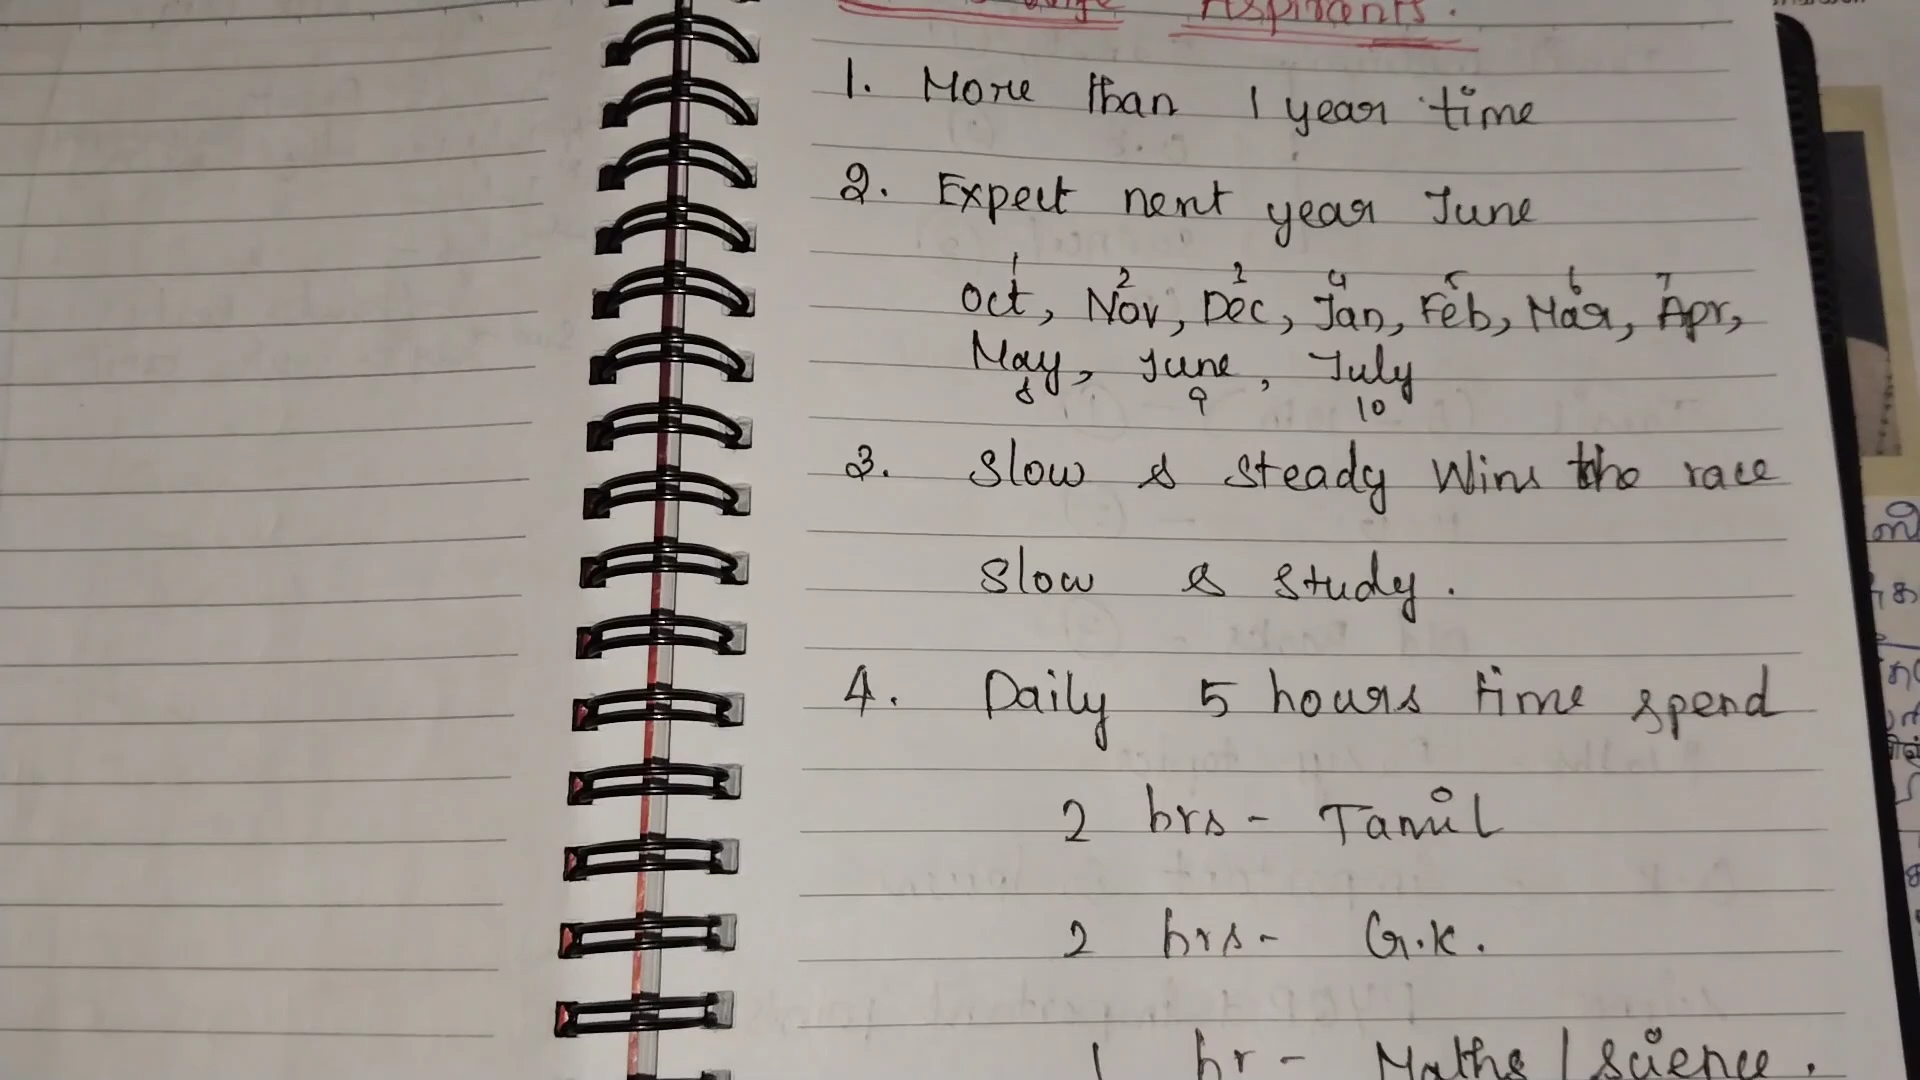 Aspirants.
1. More than 1 year time
2. Expect next year June
1 2 3 4 5 6 7
Oct, Nov, Dec, Jan, Feb, Mar, Apr,
May, June, July
8 9 10
3. Slow & steady Wins the race
Slow & study.
4. Daily 5 hours time spend
2 hrs - Tamil
2 hrs - G.K.
1 hr - Maths / science.